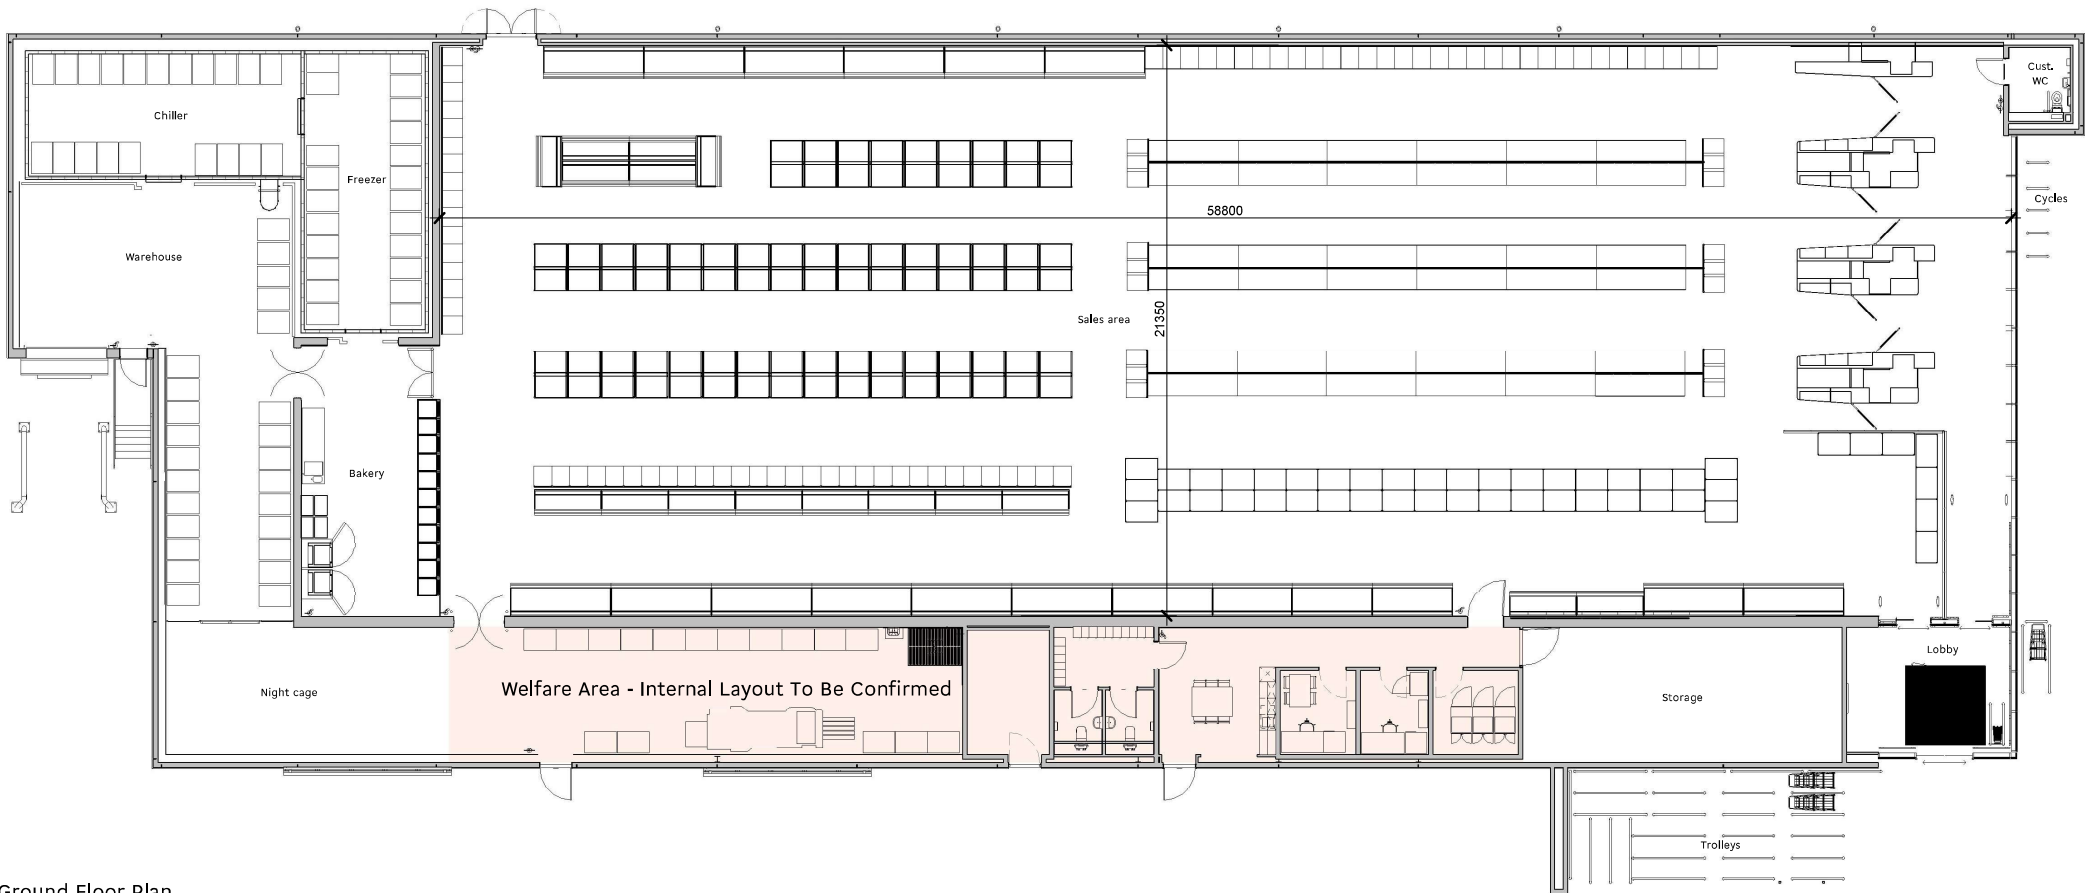 Cust.
WC
Chiller
Freezer
Cycles
58800
Warehouse
Sales area
21350
Bakery
Lobby
Night cage
Welfare Area - Internal Layout To Be Confirmed
Storage
Trolleys
Ground Floor Plan